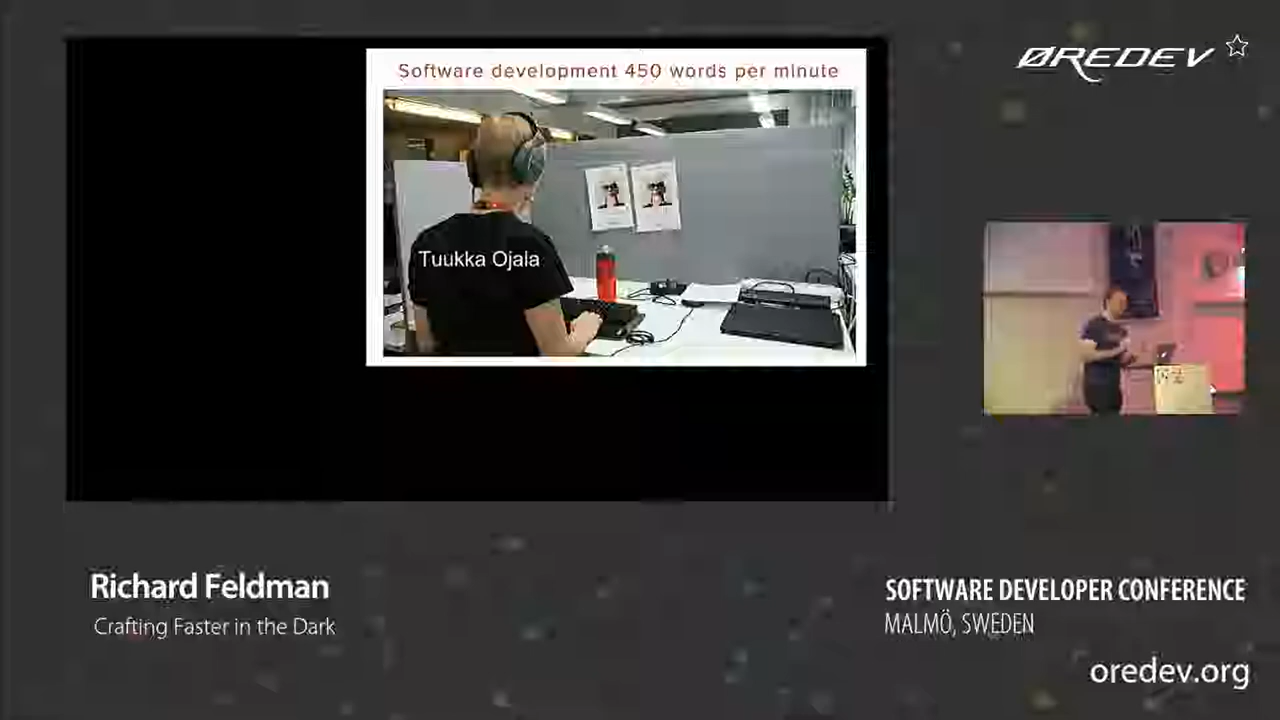 ØREDEV
Software development 450 words per minute
Tuukka Ojala
Richard Feldman
Crafting Faster in the Dark
SOFTWARE DEVELOPER CONFERENCE
MALMÖ, SWEDEN
oredev.org